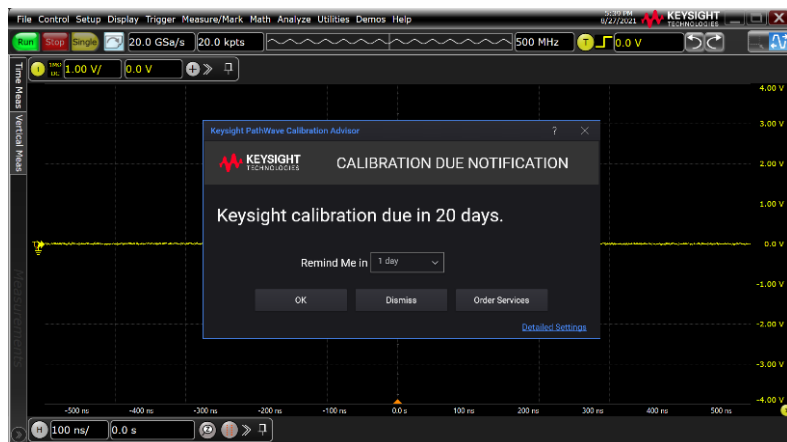 File Control Setup Display Trigger Measure/Mark Math Analyze Utilities Demos Help
5:39 PM
8/27/2021
KEYSIGHT
TECHNOLOGIES
Run Stop Single 20.0 GSa/s 20.0 kpts 500 MHz T 0.0 V
1 1MΩ DC 1.00 V/ 0.0 V
Time Meas
Vertical Meas
Measurements
4.00 V
3.00 V
2.00 V
1.00 V
0.0 V
-1.00 V
-2.00 V
-3.00 V
-4.00 V
Keysight PathWave Calibration Advisor ? X
KEYSIGHT
TECHNOLOGIES
CALIBRATION DUE NOTIFICATION
Keysight calibration due in 20 days.
Remind Me in 1 day
OK Dismiss Order Services
Detailed Settings
-500 ns -400 ns -300 ns -200 ns -100 ns 0.0 s 100 ns 200 ns 300 ns 400 ns 500 ns
H 100 ns/ 0.0 s